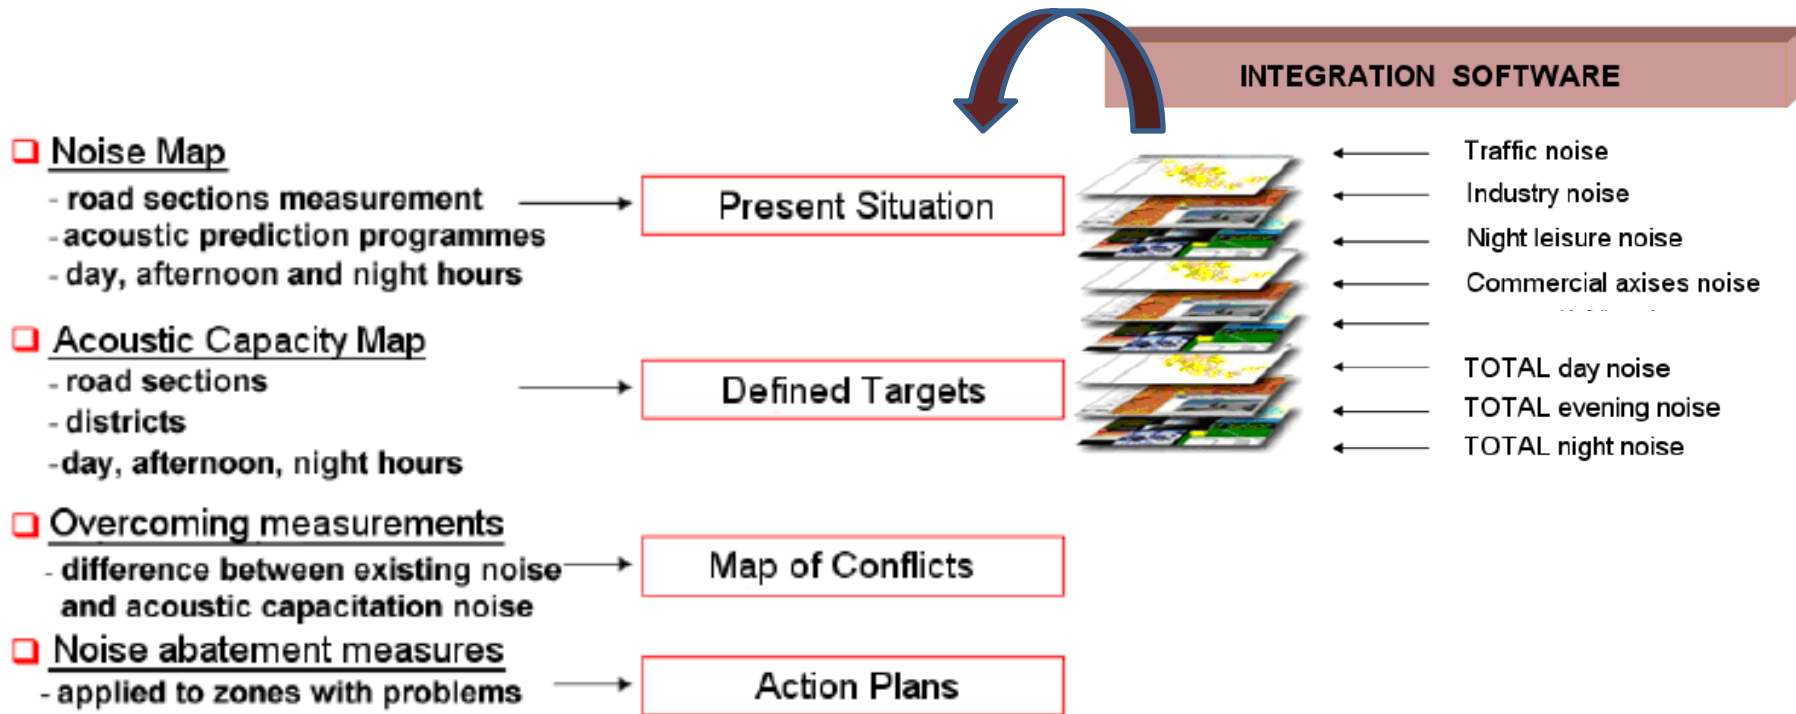 INTEGRATION SOFTWARE
Noise Map
- road sections measurement
- acoustic prediction programmes
- day, afternoon and night hours
Present Situation
Acoustic Capacity Map
- road sections
- districts
-day, afternoon, night hours
Defined Targets
Overcoming measurements
- difference between existing noise
and acoustic capacitation noise
Map of Conflicts
Noise abatement measures
- applied to zones with problems
Action Plans
Traffic noise
Industry noise
Night leisure noise
Commercial axises noise
TOTAL day noise
TOTAL evening noise
TOTAL night noise